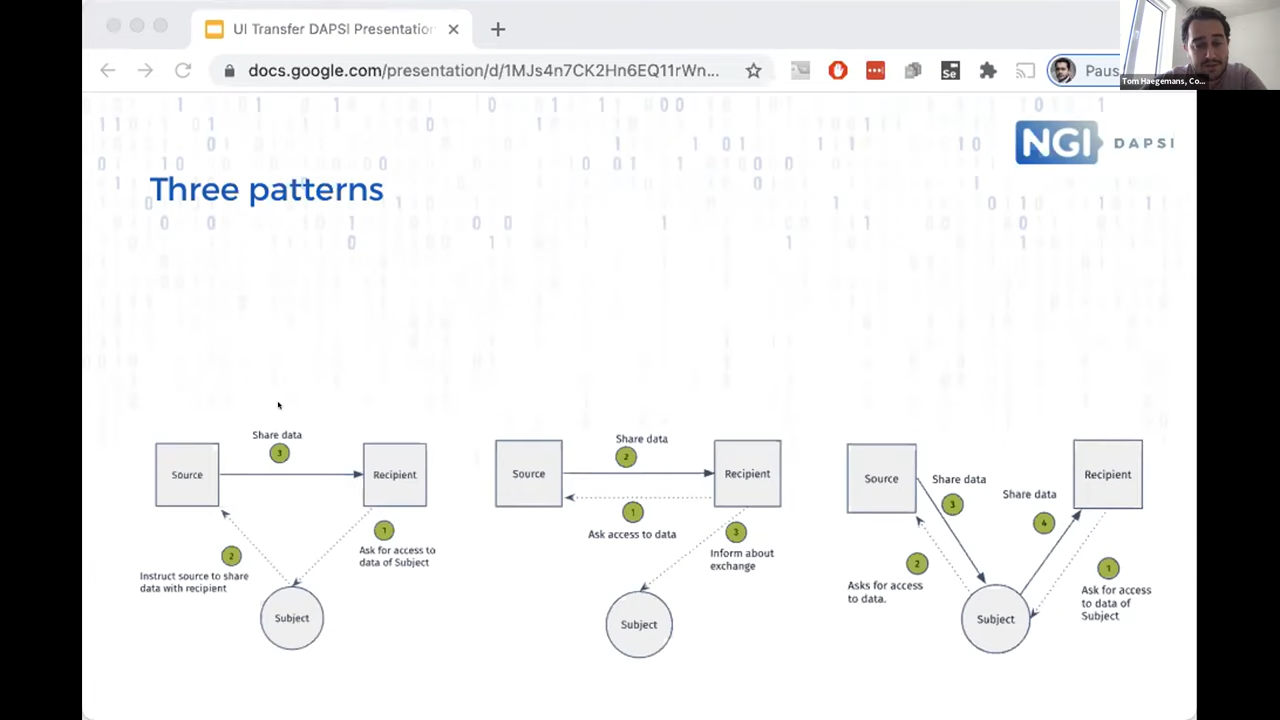 UI Transfer DAPSI Presentation
docs.google.com/presentation/d/1MJs4n7CK2Hn6EQ11rWn...
Se
Paus
Tom Haegemans, Co...
NGI DAPSI
Three patterns
Share data
3
Source
Recipient
1
Ask for access to
data of Subject
2
Instruct source to share
data with recipient
Subject
Share data
2
Source
Recipient
1
Ask access to data
3
Inform about
exchange
Subject
Source
Recipient
Share data
3
Share data
4
2
Asks for access
to data.
1
Ask for access
to data of
Subject
Subject